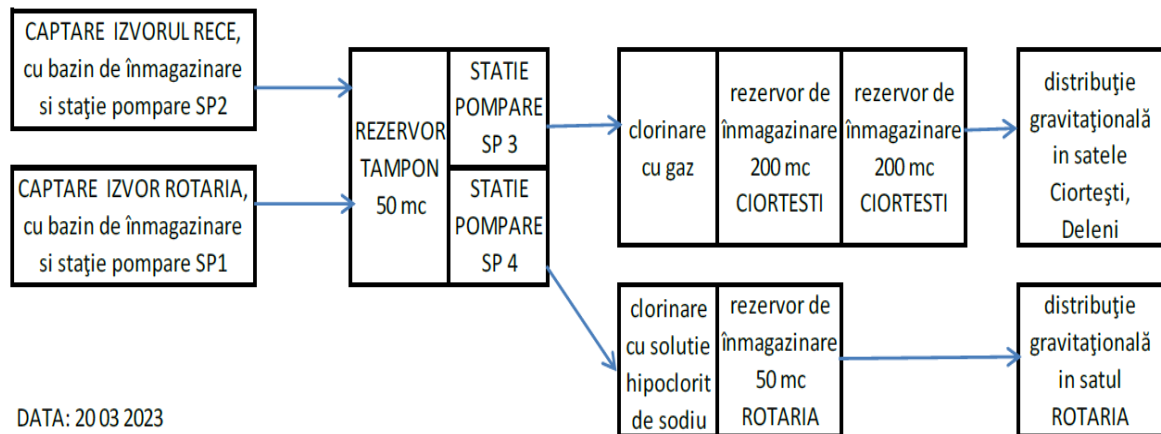 CAPTARE IZVORUL RECE,
cu bazin de înmagazinare
si staţie pompare SP2
CAPTARE IZVOR ROTARIA,
cu bazin de înmagazinare
si staţie pompare SP1
REZERVOR
TAMPON
50 mc
STATIE
POMPARE
SP 3
STATIE
POMPARE
SP 4
clorinare
cu gaz
rezervor de
înmagazinare
200 mc
CIORTESTI
rezervor de
înmagazinare
200 mc
CIORTESTI
distribuţie
gravitaţională
in satele
Ciorteşti,
Deleni
clorinare
cu solutie
hipoclorit
de sodiu
rezervor de
înmagazinare
50 mc
ROTARIA
distribuţie
gravitaţională
in satul
ROTARIA
DATA: 20 03 2023